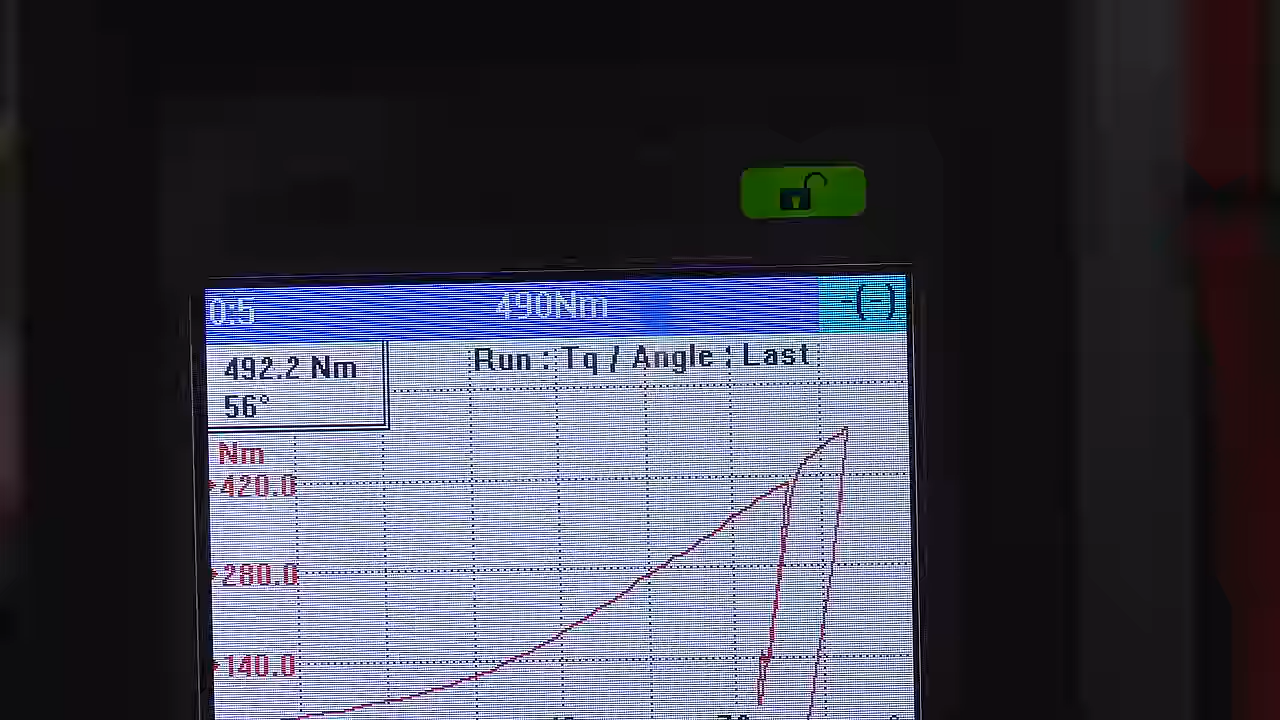 0:5
490Nm
-(-)
492.2 Nm
56°
Run : Tq / Angle : Last
Nm
420.0
280.0
140.0